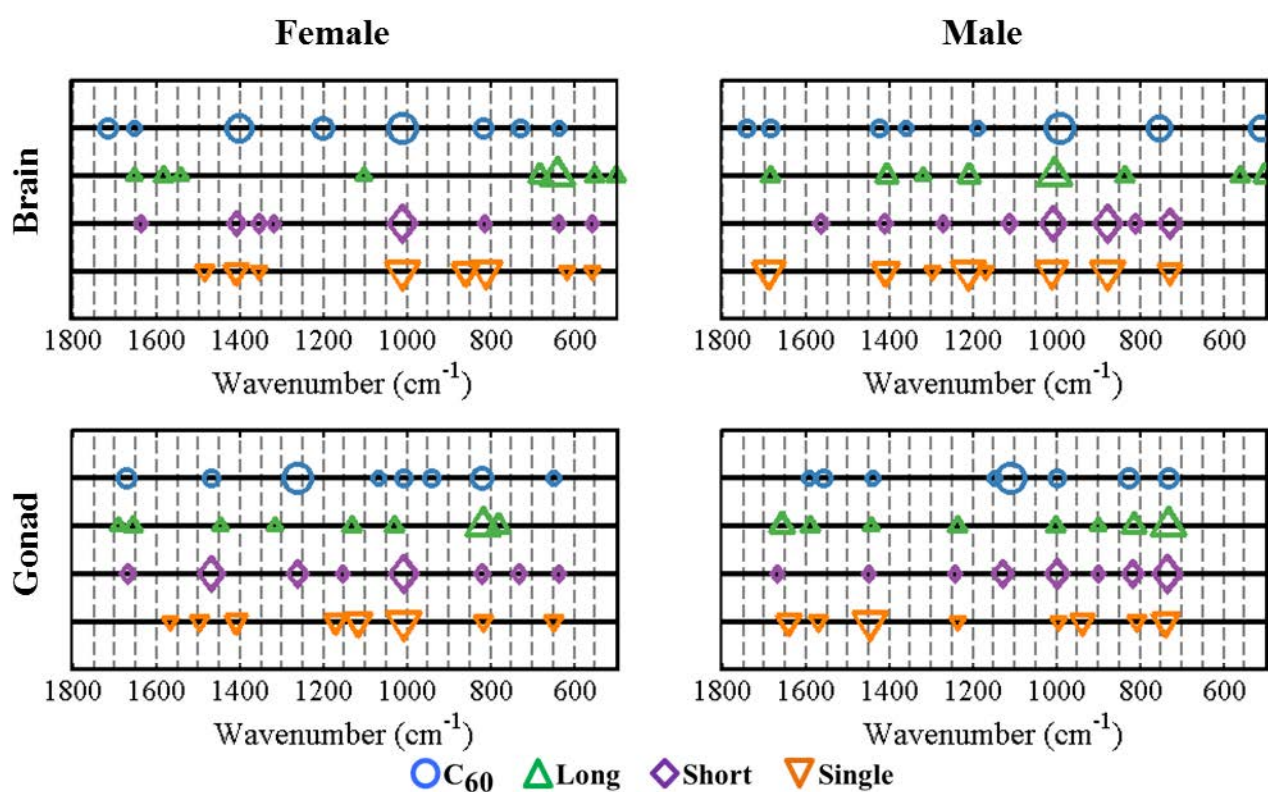 Female Male
Brain
1800 1600 1400 1200 1000 800 600 1800 1600 1400 1200 1000 800 600
Wavenumber (cm⁻¹) Wavenumber (cm⁻¹)
Gonad
1800 1600 1400 1200 1000 800 600 1800 1600 1400 1200 1000 800 600
Wavenumber (cm⁻¹) Wavenumber (cm⁻¹)
C₆₀ Long Short Single